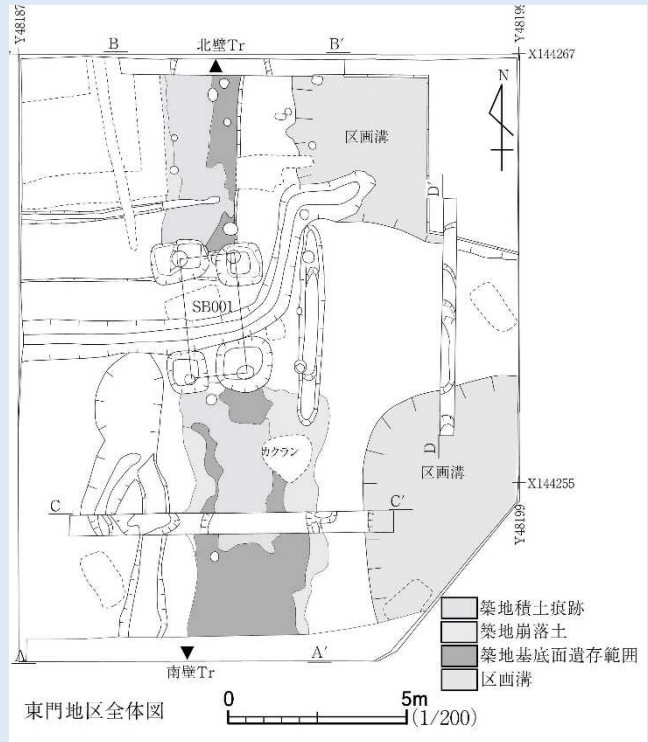 Y48187
Y48199
B
北壁Tr
B′
X144267
N
区画溝
D′
SB001
カクラン
D
区画溝
X144255
C
C′
Y48199
築地積土痕跡
築地崩落土
築地基底面遺存範囲
区画溝
A
A′
南壁Tr
東門地区全体図
0
5m
(1/200)